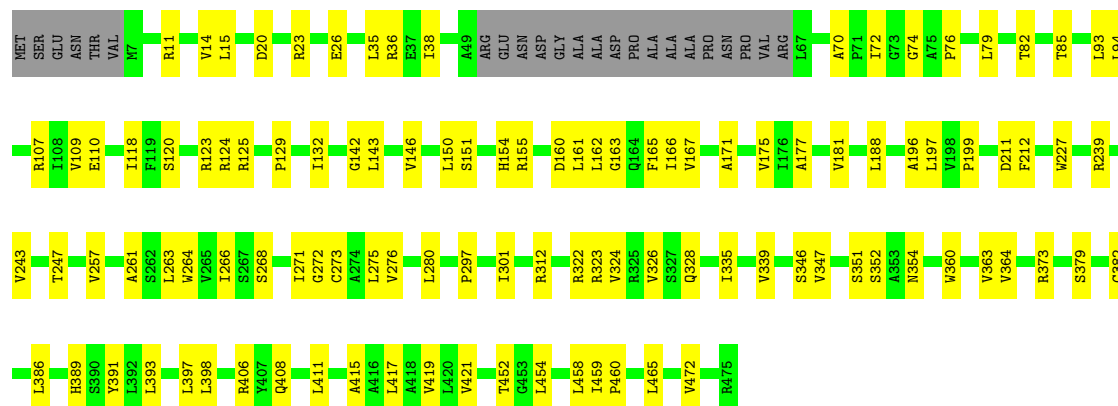 MET SER GLU ASN THR VAL M7 R11 V14 L15 D20 R23 E26 L35 R36 E37 I38 A49 ARG GLU ASN ASP GLY ALA ALA ASP PRO ALA ALA ALA ALA PRO ASN PRO VAL ARG L67 A70 P71 I72 G73 G74 A75 P76 L79 T82 T85 L93
R107 I108 V109 E110 I118 F119 S120 R123 R124 R125 P129 I132 G142 L143 V146 L150 S151 H154 R155 D160 L161 L162 G163 Q164 F165 I166 V167 A171 V175 I176 A177 V181 L188 A196 L197 V198 P199 D211 F212 W227 R239
V243 T247 V257 A261 S262 L263 W264 V265 I266 S267 S268 I271 G272 C273 A274 L275 V276 L280 P297 I301 R312 R322 R323 V324 R325 V326 S327 Q328 I335 V339 S346 V347 S351 S352 A353 N354 W360 V363 V364 R373 S379
L386 H389 S390 Y391 L392 L393 L397 L398 R406 Y407 Q408 L411 A415 A416 L417 A418 V419 L420 V421 T452 G453 L454 L458 I459 P460 L465 V472 R475